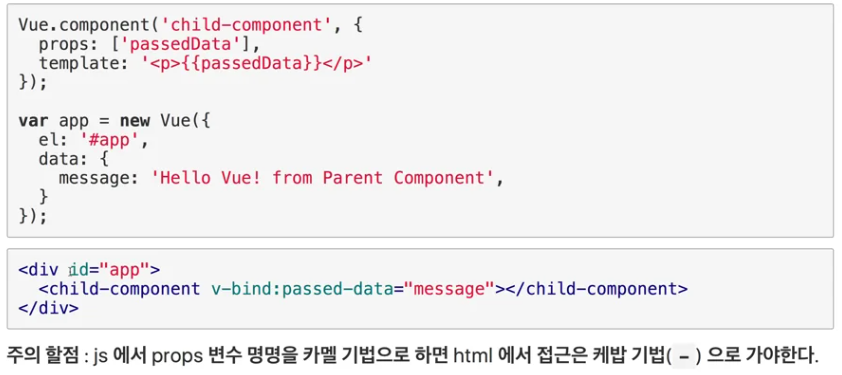 Vue.component('child-component', {
  props: ['passedData'],
  template: '<p>{{passedData}}</p>'
});
var app = new Vue({
  el: '#app',
  data: {
    message: 'Hello Vue! from Parent Component',
  }
});
<div id="app">
  <child-component v-bind:passed-data="message"></child-component>
</div>
주의 할점 : js 에서 props 변수 명명을 카멜 기법으로 하면 html 에서 접근은 케밥 기법( - ) 으로 가야한다.